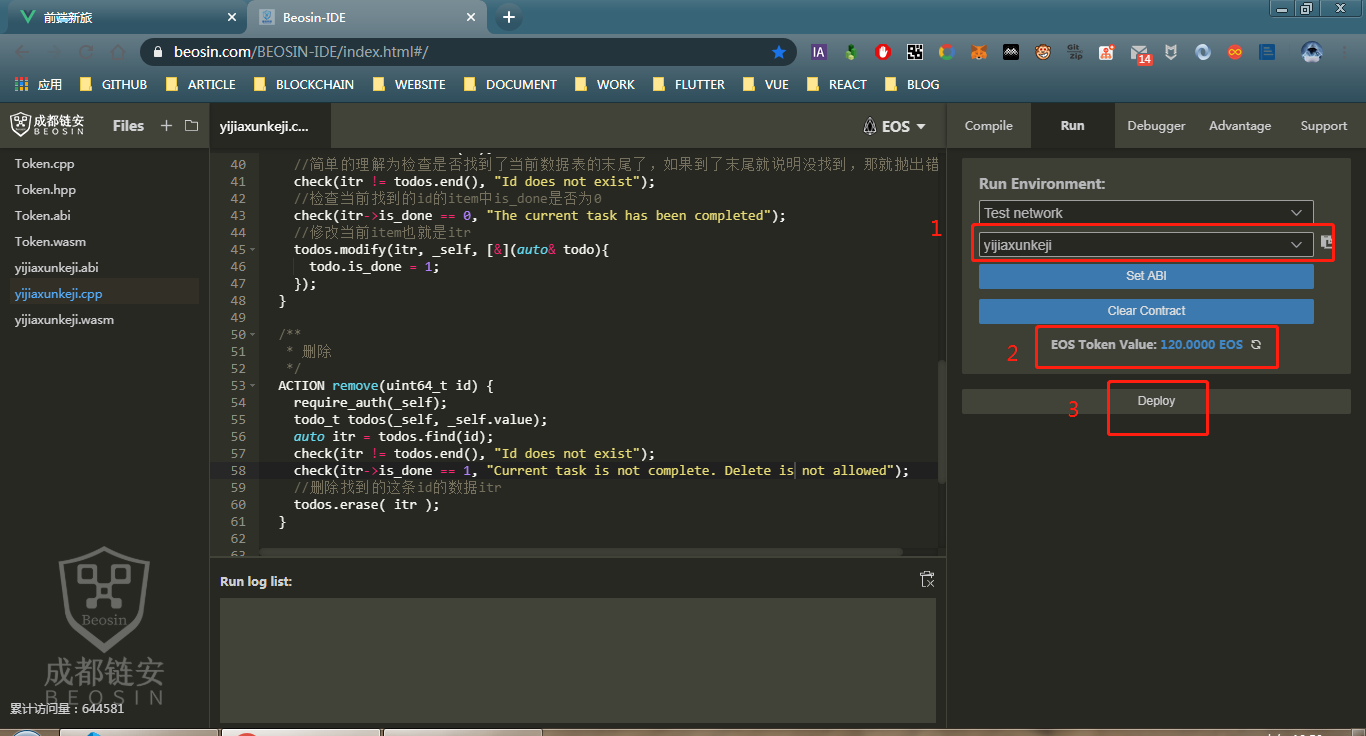 前端新旅
Beosin-IDE
beosin.com/BEOSIN-IDE/index.html#/
IA
Git
zip
14
应用
GITHUB
ARTICLE
BLOCKCHAIN
WEBSITE
DOCUMENT
WORK
FLUTTER
VUE
REACT
BLOG
成都链安
BEOSIN
Files
yijiaxunkeji.c...
EOS
Compile
Run
Debugger
Advantage
Support
Token.cpp
Token.hpp
Token.abi
Token.wasm
yijiaxunkeji.abi
yijiaxunkeji.cpp
yijiaxunkeji.wasm
40 //简单的理解为检查是否找到了当前数据表的末尾了，如果到了末尾就说明没找到，那就抛出错
41 check(itr != todos.end(), "Id does not exist");
42 //检查当前找到的id的item中is_done是否为0
43 check(itr->is_done == 0, "The current task has been completed");
44 //修改当前item也就是itr
45 todos.modify(itr, _self, [&](auto& todo){
46 todo.is_done = 1;
47 });
48 }
49
50 /**
51 * 删除
52 */
53 ACTION remove(uint64_t id) {
54 require_auth(_self);
55 todo_t todos(_self, _self.value);
56 auto itr = todos.find(id);
57 check(itr != todos.end(), "Id does not exist");
58 check(itr->is_done == 1, "Current task is not complete. Delete is not allowed");
59 //删除找到的这条id的数据itr
60 todos.erase( itr );
61 }
62
63
Run Environment:
Test network
1
yijiaxunkeji
Set ABI
Clear Contract
2
EOS Token Value: 120.0000 EOS
3
Deploy
Run log list:
Beosin
成都链安
BEOSIN
累计访问量：644581